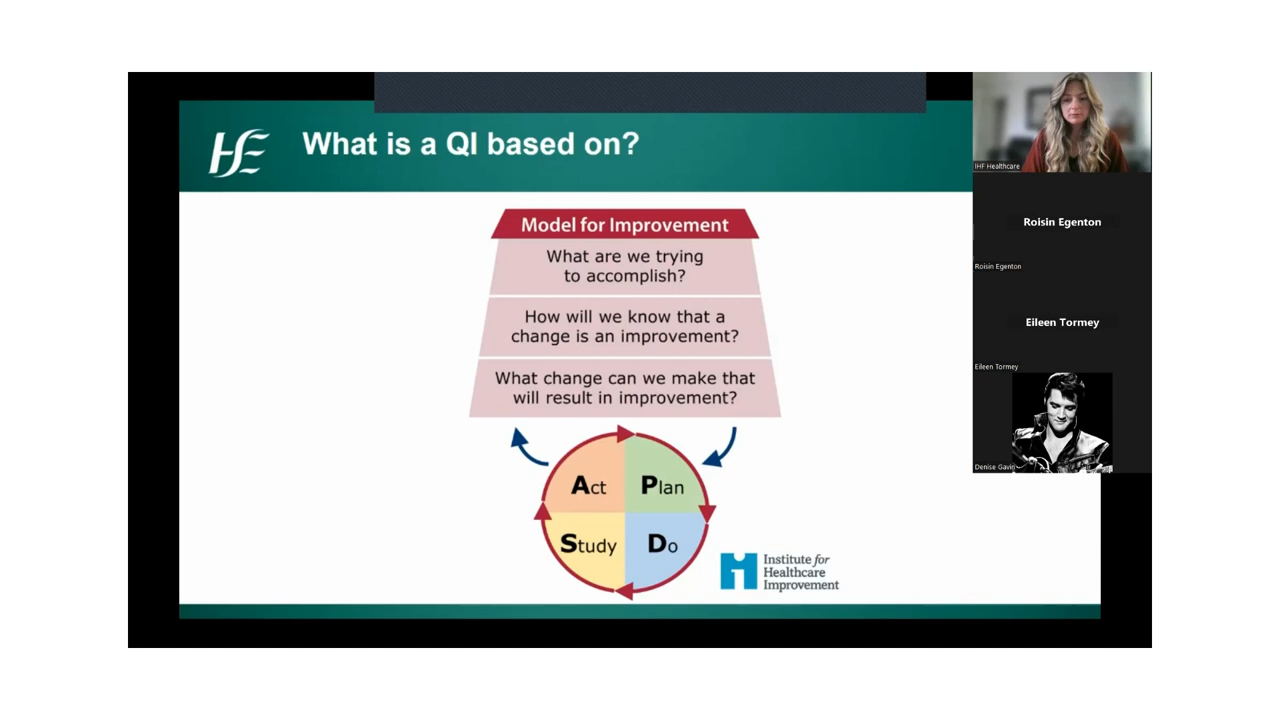 HSE
What is a QI based on?
Model for Improvement
What are we trying
to accomplish?
How will we know that a
change is an improvement?
What change can we make that
will result in improvement?
Act
Plan
Study
Do
Institute for
Healthcare
Improvement
IHF Healthcare
Roisin Egenton
Roisin Egenton
Eileen Tormey
Eileen Tormey
Denise Gavin